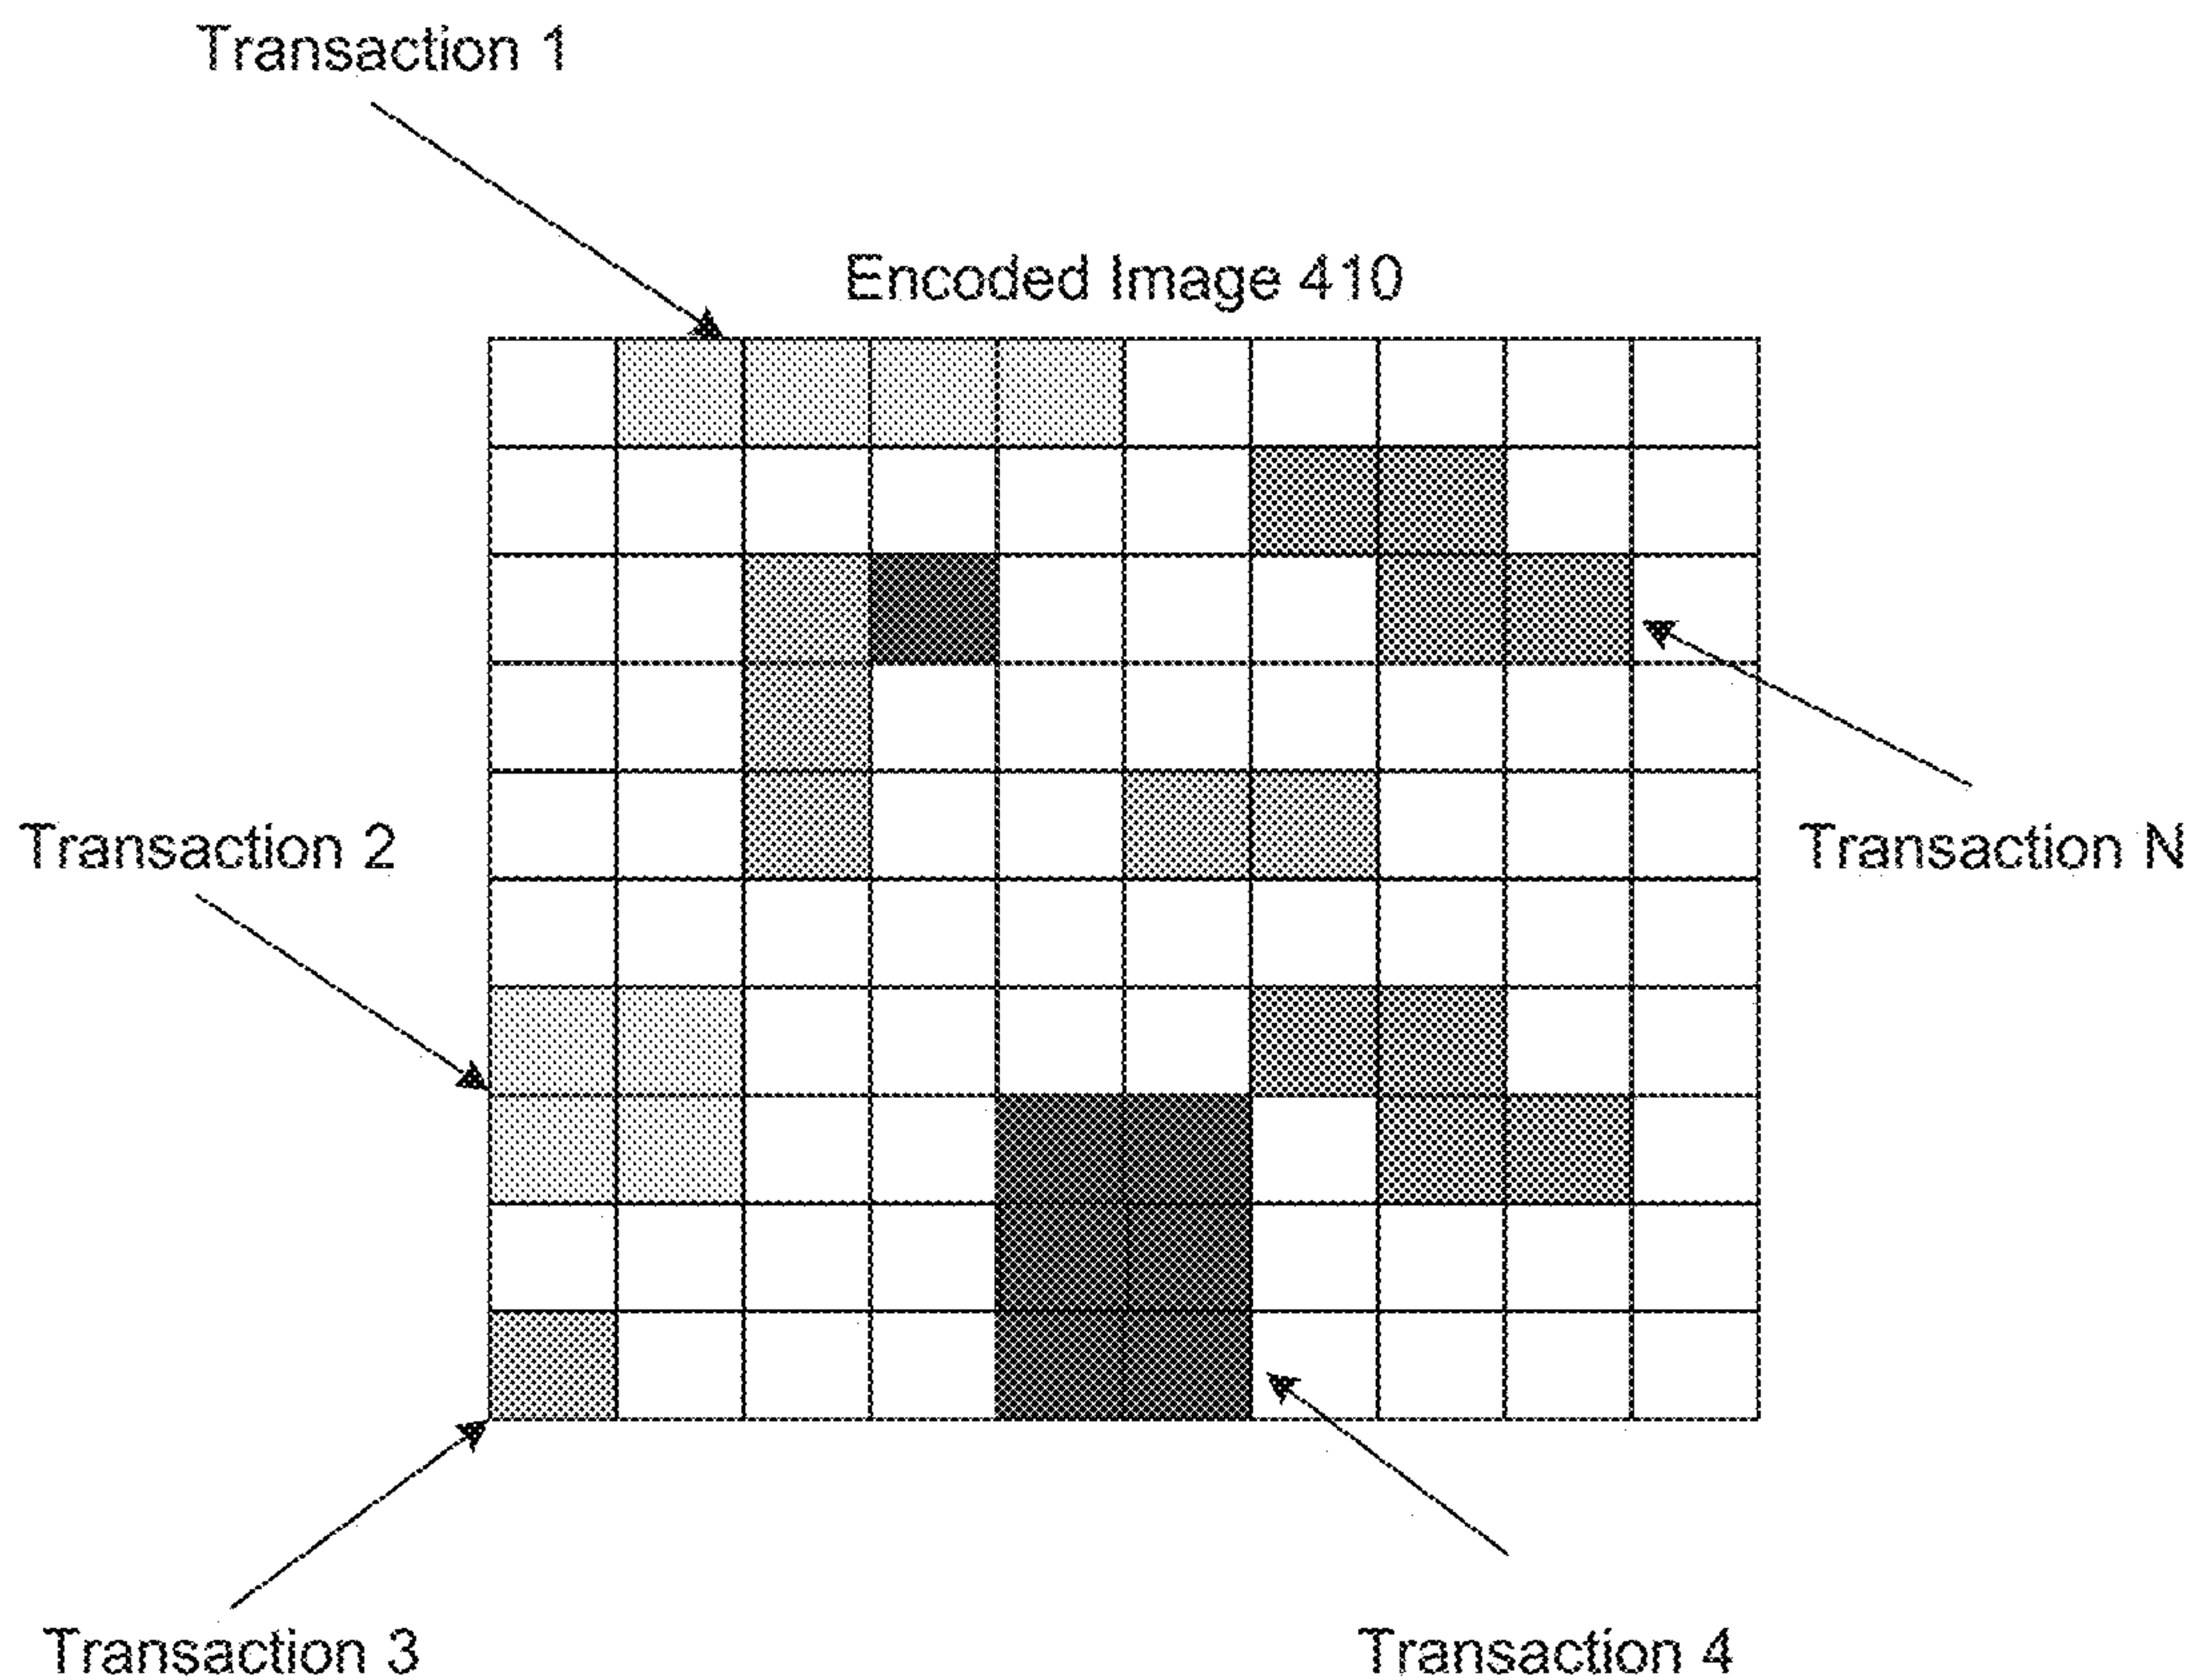 Transaction 1
Encoded Image 410
Transaction 2
Transaction N
Transaction 3
Transaction 4